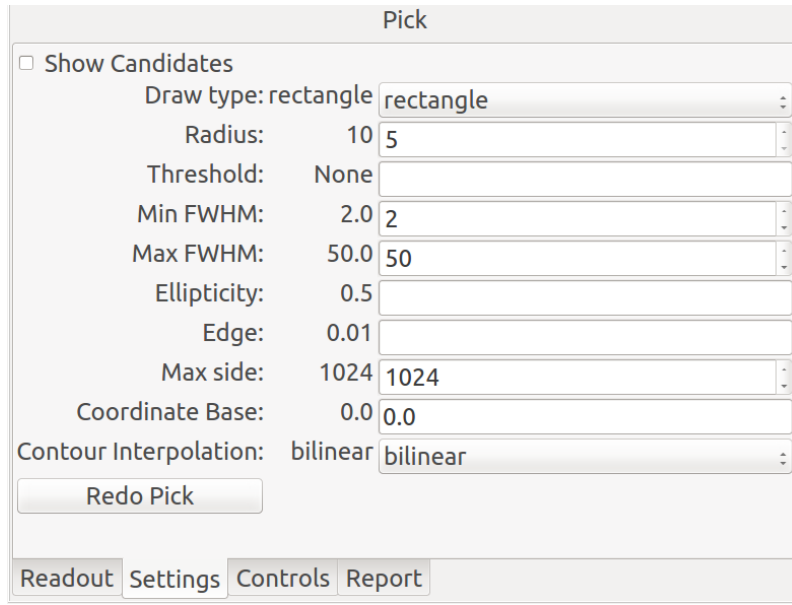 Pick
Show Candidates
Draw type: rectangle rectangle
Radius: 10 5
Threshold: None
Min FWHM: 2.0 2
Max FWHM: 50.0 50
Ellipticity: 0.5
Edge: 0.01
Max side: 1024 1024
Coordinate Base: 0.0 0.0
Contour Interpolation: bilinear bilinear
Redo Pick
Readout Settings Controls Report